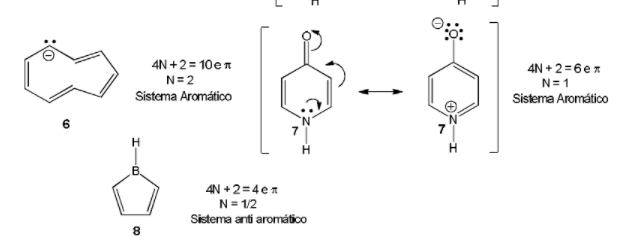 H
H
4N + 2 = 10 e π
N = 2
Sistema Aromático
6
O
N
7
H
O
N
7
H
4N + 2 = 6 e π
N = 1
Sistema Aromático
H
B
8
4N + 2 = 4 e π
N = 1/2
Sistema anti aromático